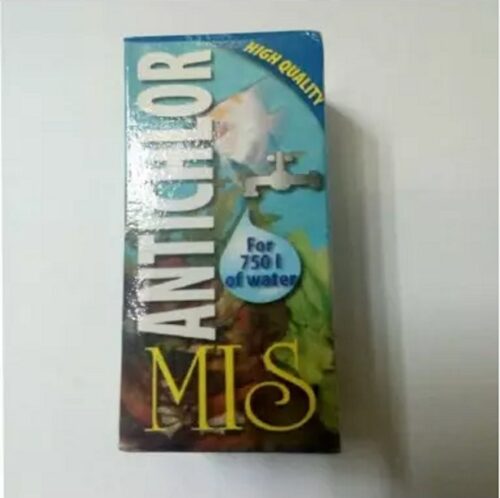 HIGH QUALITY
ANTICHLOR
For
750 l
of water
MIS